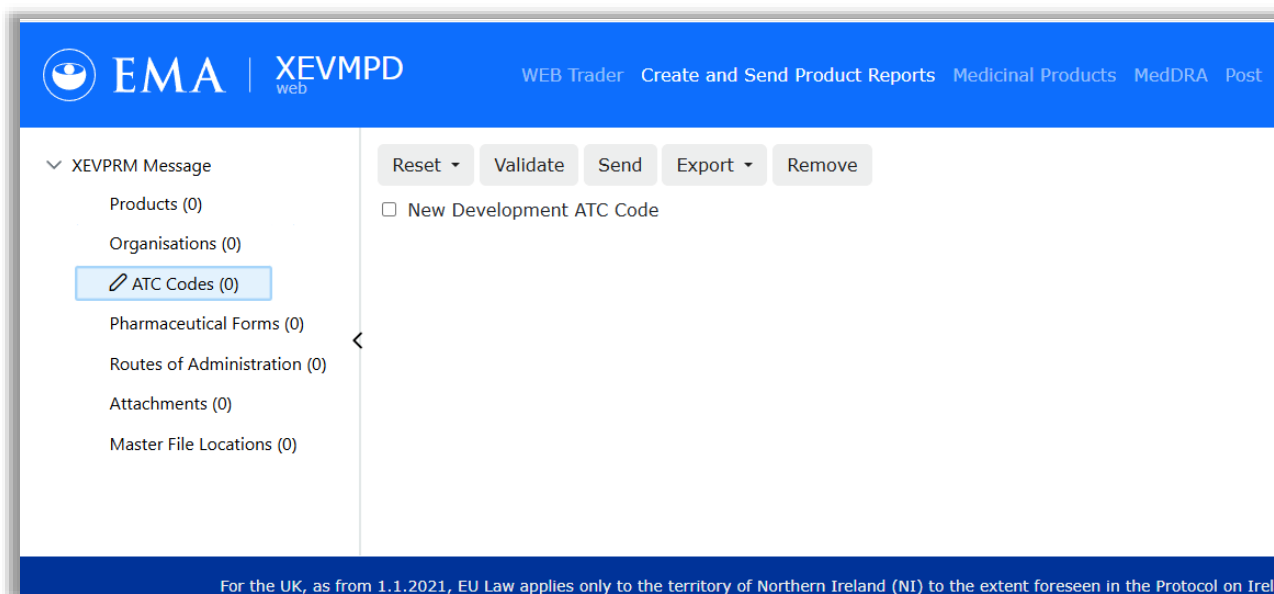 EMA XEVMPD
web
WEB Trader Create and Send Product Reports Medicinal Products MedDRA Post
XEVPRM Message
Products (0)
Organisations (0)
ATC Codes (0)
Pharmaceutical Forms (0)
Routes of Administration (0)
Attachments (0)
Master File Locations (0)
Reset Validate Send Export Remove
New Development ATC Code
For the UK, as from 1.1.2021, EU Law applies only to the territory of Northern Ireland (NI) to the extent foreseen in the Protocol on